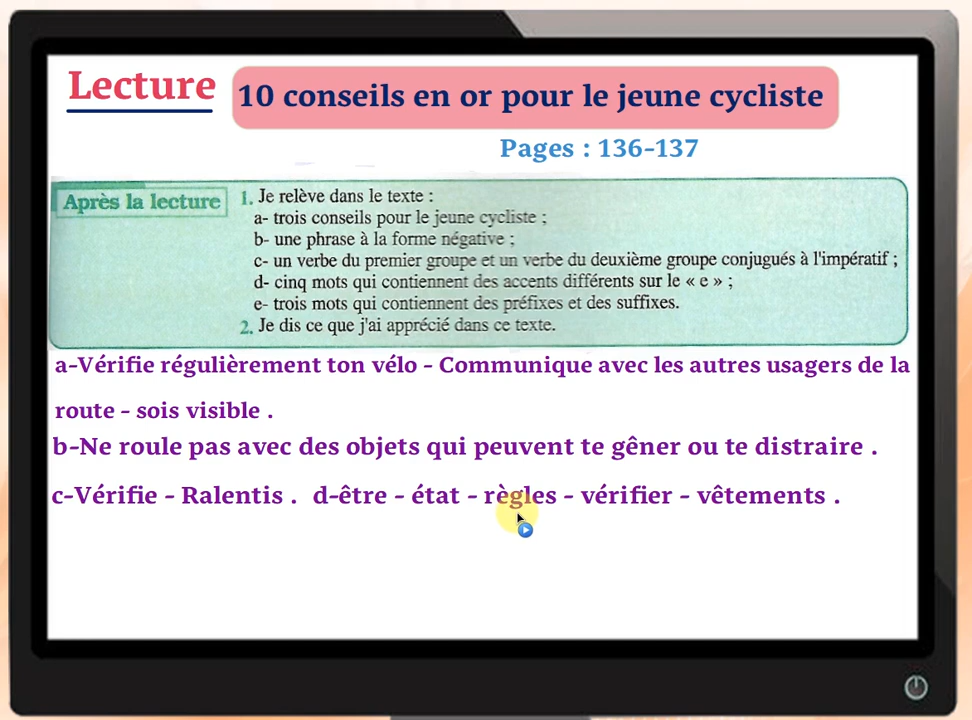 Lecture
10 conseils en or pour le jeune cycliste
Pages : 136-137
Après la lecture
1. Je relève dans le texte :
a- trois conseils pour le jeune cycliste ;
b- une phrase à la forme négative ;
c- un verbe du premier groupe et un verbe du deuxième groupe conjugués à l'impératif ;
d- cinq mots qui contiennent des accents différents sur le « e » ;
e- trois mots qui contiennent des préfixes et des suffixes.
2. Je dis ce que j'ai apprécié dans ce texte.
a-Vérifie régulièrement ton vélo - Communique avec les autres usagers de la
route - sois visible .
b-Ne roule pas avec des objets qui peuvent te gêner ou te distraire .
c-Vérifie - Ralentis . d-être - état - règles - vérifier - vêtements .